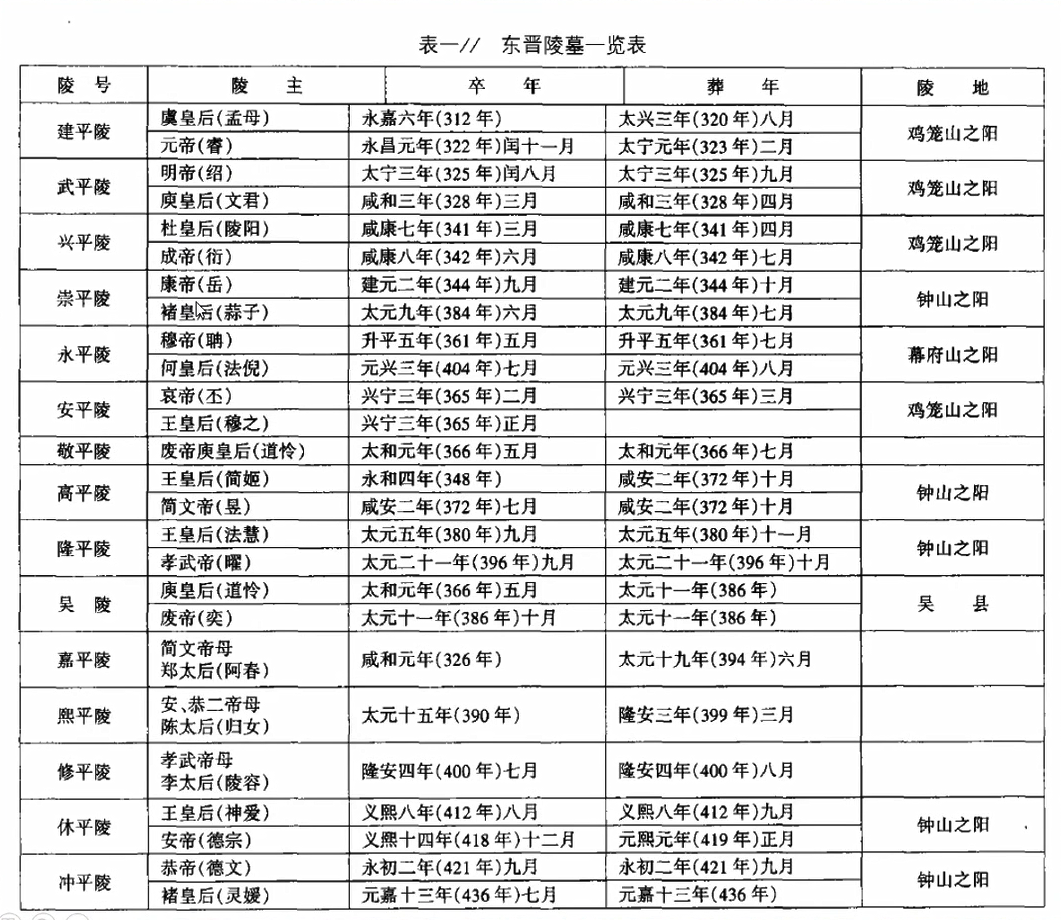 表一// 东晋陵墓一览表
陵 号 陵 主 卒 年 葬 年 陵 地
建平陵 虞皇后(孟母) 永嘉六年(312年) 太兴三年(320年)八月 鸡笼山之阳
元帝(睿) 永昌元年(322年)闰十一月 太宁元年(323年)二月
武平陵 明帝(绍) 太宁三年(325年)闰八月 太宁三年(325年)九月 鸡笼山之阳
庾皇后(文君) 咸和三年(328年)三月 咸和三年(328年)四月
兴平陵 杜皇后(陵阳) 咸康七年(341年)三月 咸康七年(341年)四月 鸡笼山之阳
成帝(衍) 咸康八年(342年)六月 咸康八年(342年)七月
崇平陵 康帝(岳) 建元二年(344年)九月 建元二年(344年)十月 钟山之阳
褚皇后(蒜子) 太元九年(384年)六月 太元九年(384年)七月
永平陵 穆帝(聃) 升平五年(361年)五月 升平五年(361年)七月 幕府山之阳
何皇后(法倪) 元兴三年(404年)七月 元兴三年(404年)八月
安平陵 哀帝(丕) 兴宁三年(365年)二月 兴宁三年(365年)三月 鸡笼山之阳
王皇后(穆之) 兴宁三年(365年)正月
敬平陵 废帝庾皇后(道怜) 太和元年(366年)五月 太和元年(366年)七月
高平陵 王皇后(简姬) 永和四年(348年) 咸安二年(372年)十月 钟山之阳
简文帝(昱) 咸安二年(372年)七月 咸安二年(372年)十月
隆平陵 王皇后(法慧) 太元五年(380年)九月 太元五年(380年)十一月 钟山之阳
孝武帝(曜) 太元二十一年(396年)九月 太元二十一年(396年)十月
吴 陵 庾皇后(道怜) 太和元年(366年)五月 太元十一年(386年) 吴 县
废帝(奕) 太元十一年(386年)十月 太元十一年(386年)
嘉平陵 简文帝母
郑太后(阿春) 咸和元年(326年) 太元十九年(394年)六月
熙平陵 安、恭二帝母
陈太后(归女) 太元十五年(390年) 隆安三年(399年)三月
修平陵 孝武帝母
李太后(陵容) 隆安四年(400年)七月 隆安四年(400年)八月
休平陵 王皇后(神爱) 义熙八年(412年)八月 义熙八年(412年)九月 钟山之阳
安帝(德宗) 义熙十四年(418年)十二月 元熙元年(419年)正月
冲平陵 恭帝(德文) 永初二年(421年)九月 永初二年(421年)九月 钟山之阳
褚皇后(灵媛) 元嘉十三年(436年)七月 元嘉十三年(436年)